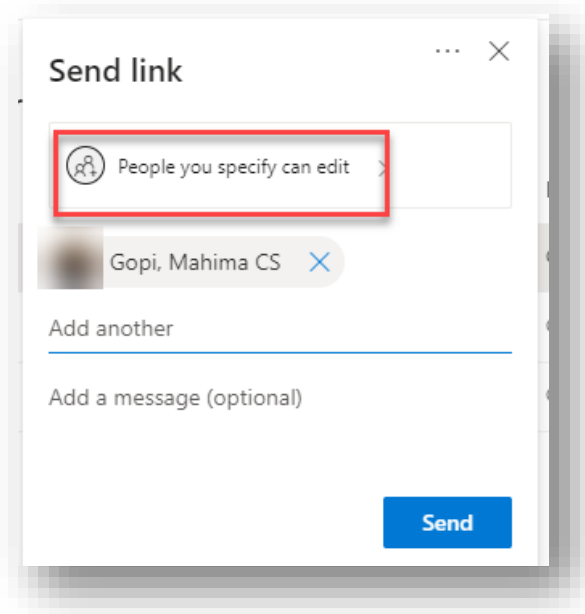 Send link
People you specify can edit
Gopi, Mahima CS
Add another
Add a message (optional)
Send